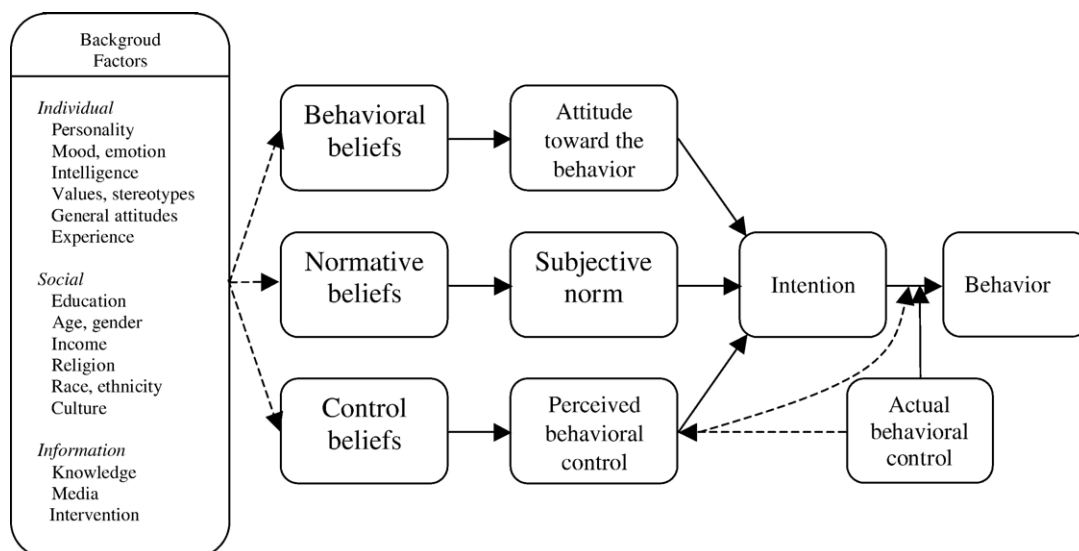 Backgroud
Factors
Individual
Personality
Mood, emotion
Intelligence
Values, stereotypes
General attitudes
Experience
Social
Education
Age, gender
Income
Religion
Race, ethnicity
Culture
Information
Knowledge
Media
Intervention
Behavioral
beliefs
Attitude
toward the
behavior
Normative
beliefs
Subjective
norm
Intention
Behavior
Control
beliefs
Perceived
behavioral
control
Actual
behavioral
control